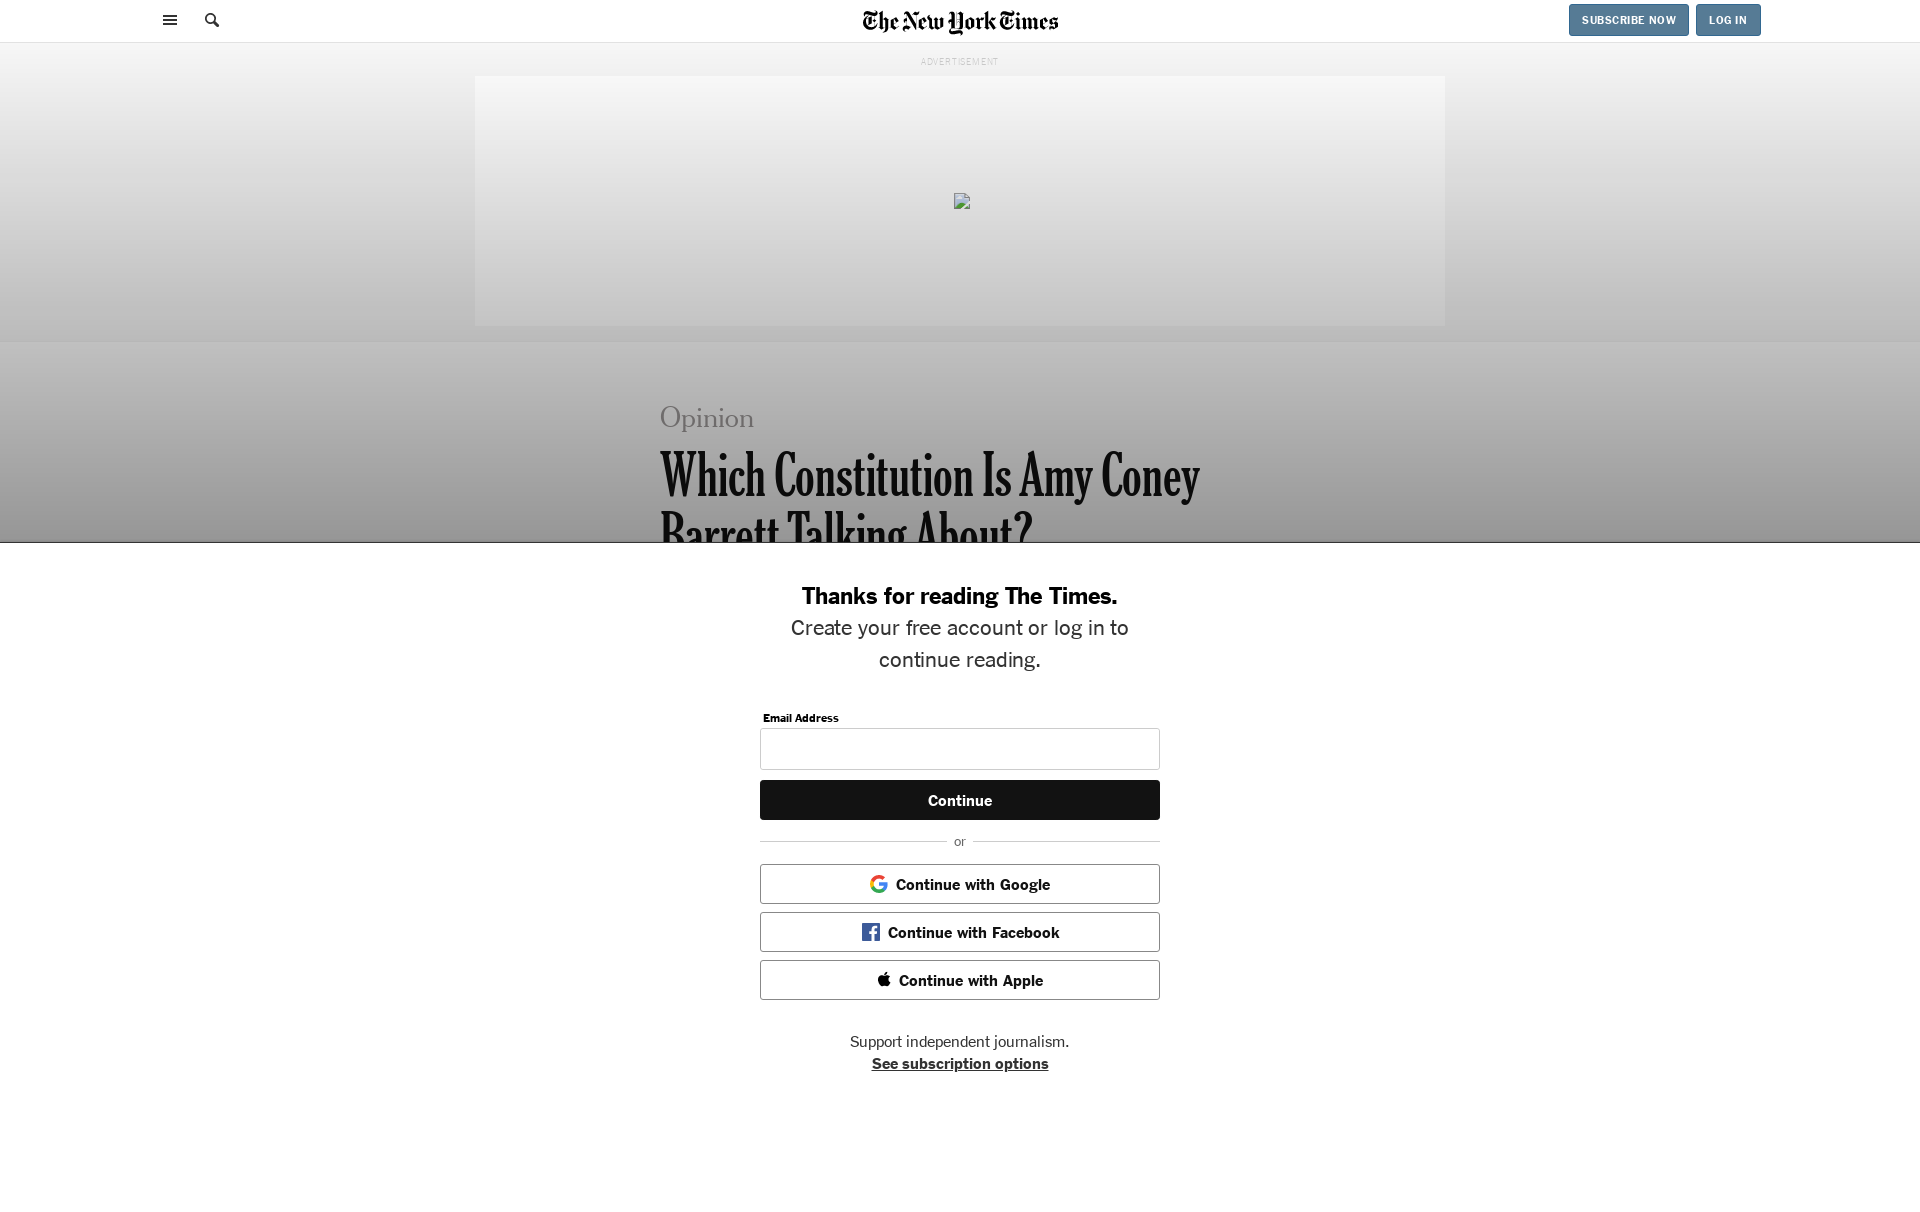 The New York Times
SUBSCRIBE NOW
LOG IN
ADVERTISEMENT
Opinion
Which Constitution Is Amy Coney
Barrett Talking About?
Thanks for reading The Times.
Create your free account or log in to
continue reading.
Email Address
Continue
or
Continue with Google
Continue with Facebook
Continue with Apple
Support independent journalism.
See subscription options